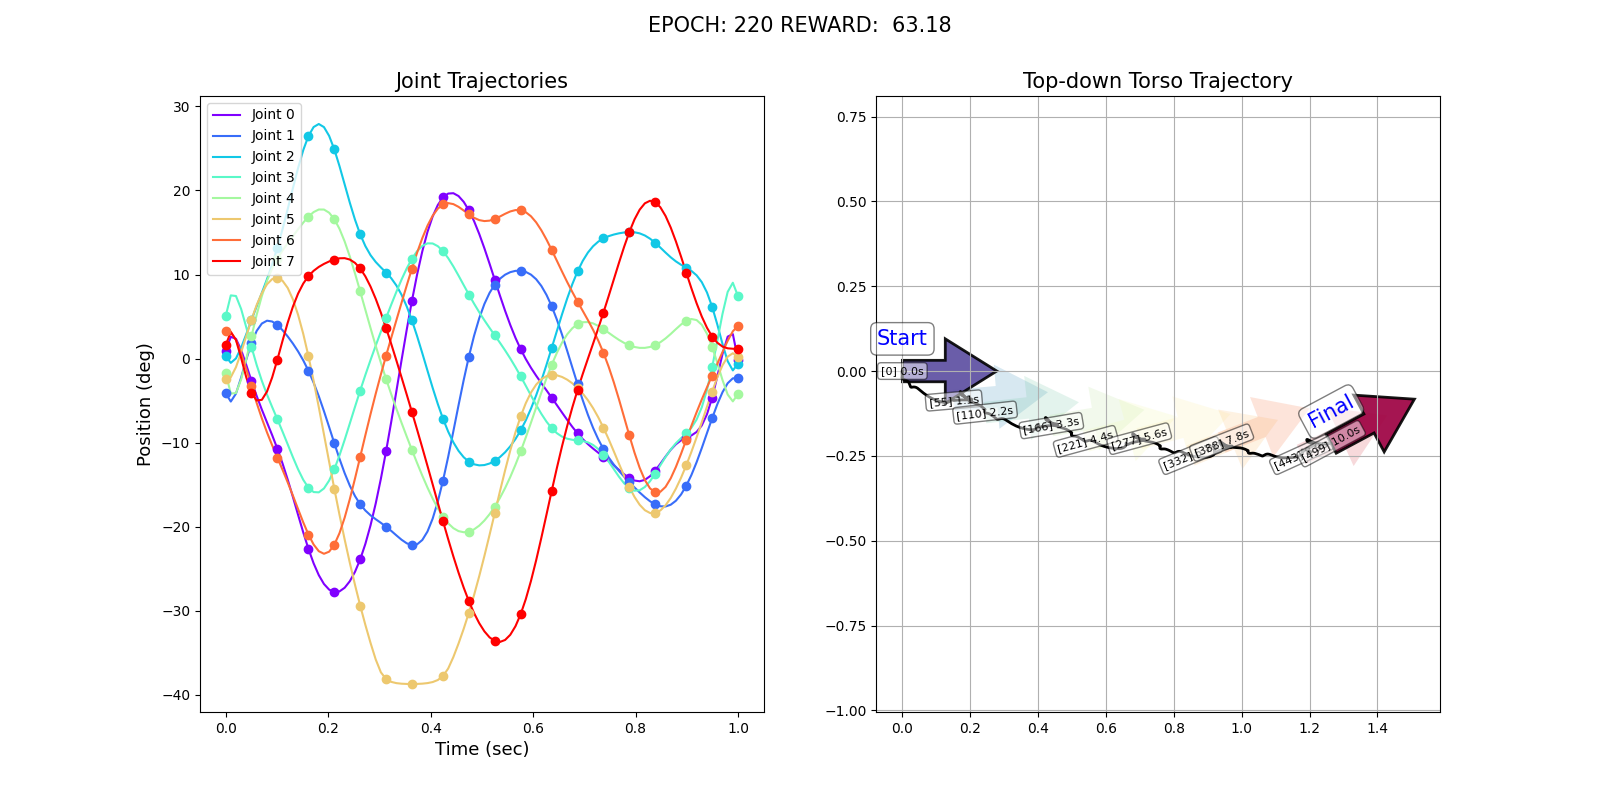 EPOCH: 220 REWARD:  63.18
Joint Trajectories
30
20
10
0
−10
−20
−30
−40
Position (deg)
Joint 0
Joint 1
Joint 2
Joint 3
Joint 4
Joint 5
Joint 6
Joint 7
0.0
0.2
0.4
0.6
0.8
1.0
Time (sec)
Top-down Torso Trajectory
0.75
0.50
0.25
0.00
−0.25
−0.50
−0.75
−1.00
Start
[0] 0.0s
[55] 1.1s
[110] 2.2s
[166] 3.3s
[221] 4.4s
[277] 5.6s
[332]
[388] 7.8s
[443]
[499] 10.0s
Final
0.0
0.2
0.4
0.6
0.8
1.0
1.2
1.4